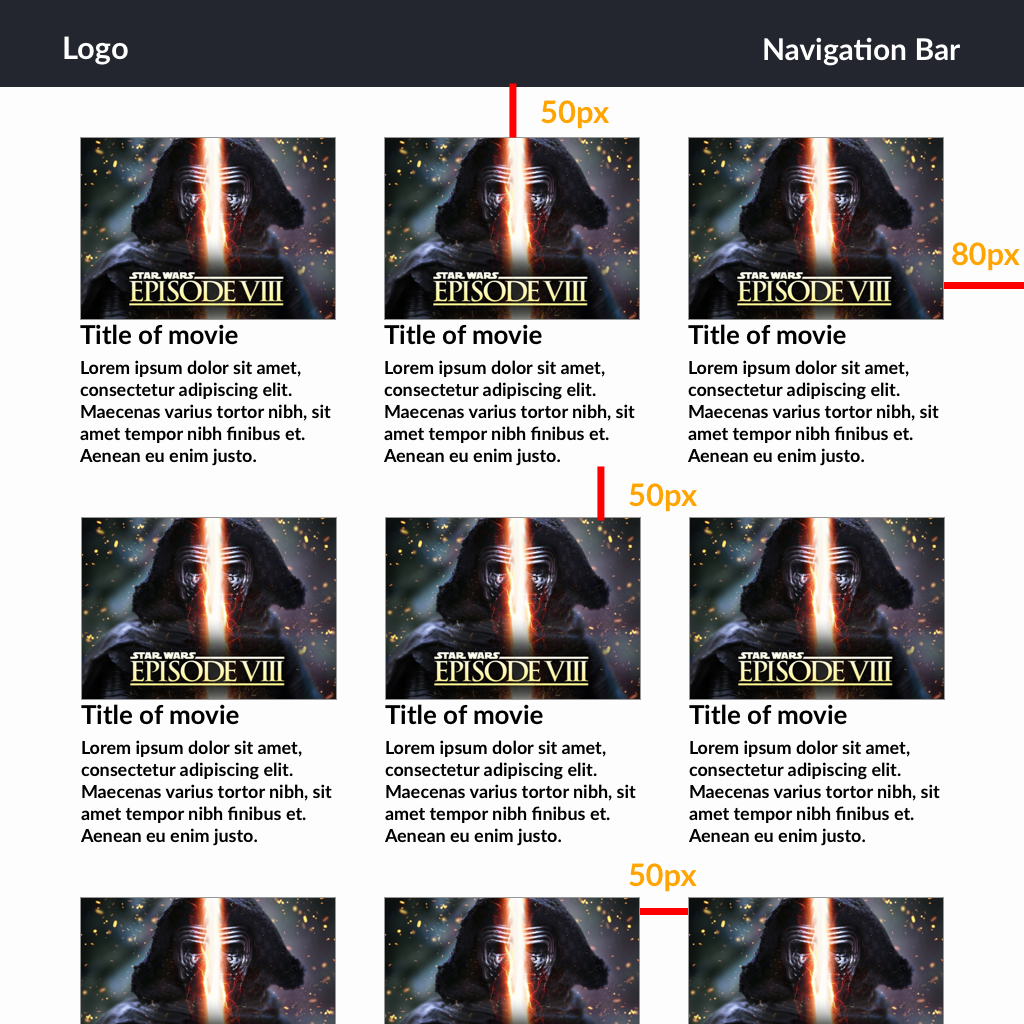 Logo
Navigation Bar
50px
STAR WARS
EPISODE VIII
STAR WARS
EPISODE VIII
STAR WARS
EPISODE VIII
80px
Title of movie
Lorem ipsum dolor sit amet,
consectetur adipiscing elit.
Maecenas varius tortor nibh, sit
amet tempor nibh finibus et.
Aenean eu enim justo.
Title of movie
Lorem ipsum dolor sit amet,
consectetur adipiscing elit.
Maecenas varius tortor nibh, sit
amet tempor nibh finibus et.
Aenean eu enim justo.
Title of movie
Lorem ipsum dolor sit amet,
consectetur adipiscing elit.
Maecenas varius tortor nibh, sit
amet tempor nibh finibus et.
Aenean eu enim justo.
50px
STAR WARS
EPISODE VIII
STAR WARS
EPISODE VIII
STAR WARS
EPISODE VIII
Title of movie
Lorem ipsum dolor sit amet,
consectetur adipiscing elit.
Maecenas varius tortor nibh, sit
amet tempor nibh finibus et.
Aenean eu enim justo.
Title of movie
Lorem ipsum dolor sit amet,
consectetur adipiscing elit.
Maecenas varius tortor nibh, sit
amet tempor nibh finibus et.
Aenean eu enim justo.
Title of movie
Lorem ipsum dolor sit amet,
consectetur adipiscing elit.
Maecenas varius tortor nibh, sit
amet tempor nibh finibus et.
Aenean eu enim justo.
50px